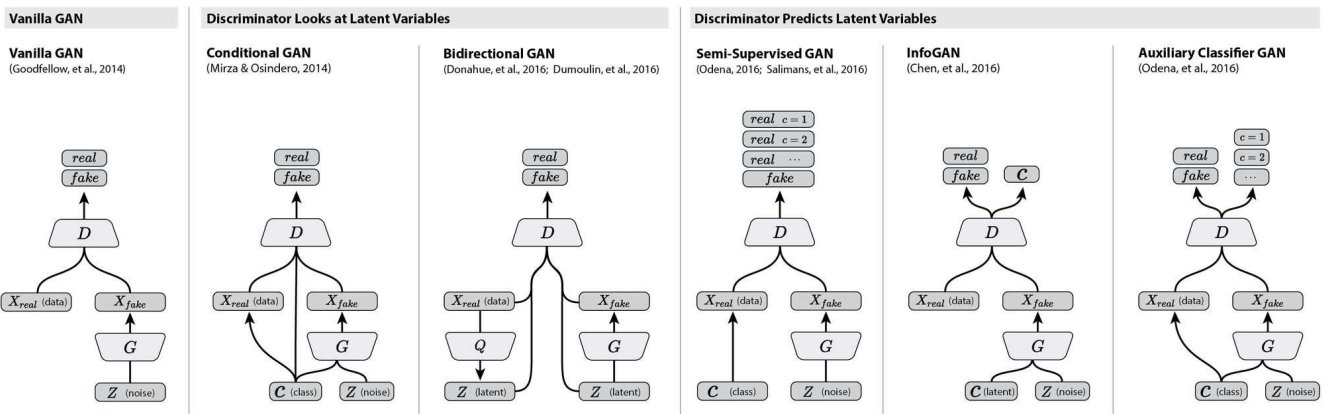 Vanilla GAN
Discriminator Looks at Latent Variables
Discriminator Predicts Latent Variables
Vanilla GAN
(Goodfellow, et al., 2014)
real
fake
D
X_real (data)
X_fake
G
Z (noise)
Conditional GAN
(Mirza & Osindero, 2014)
real
fake
D
X_real (data)
X_fake
G
C (class)
Z (noise)
Bidirectional GAN
(Donahue, et al., 2016; Dumoulin, et al., 2016)
real
fake
D
X_real (data)
X_fake
Q
G
Z (latent)
Z (latent)
Semi-Supervised GAN
(Odena, 2016; Salimans, et al., 2016)
real c = 1
real c = 2
real ...
fake
D
X_real (data)
X_fake
G
C (class)
Z (noise)
InfoGAN
(Chen, et al., 2016)
real
fake
C
D
X_real (data)
X_fake
G
C (latent)
Z (noise)
Auxiliary Classifier GAN
(Odena, et al., 2016)
real
fake
c = 1
c = 2
...
D
X_real (data)
X_fake
G
C (class)
Z (noise)